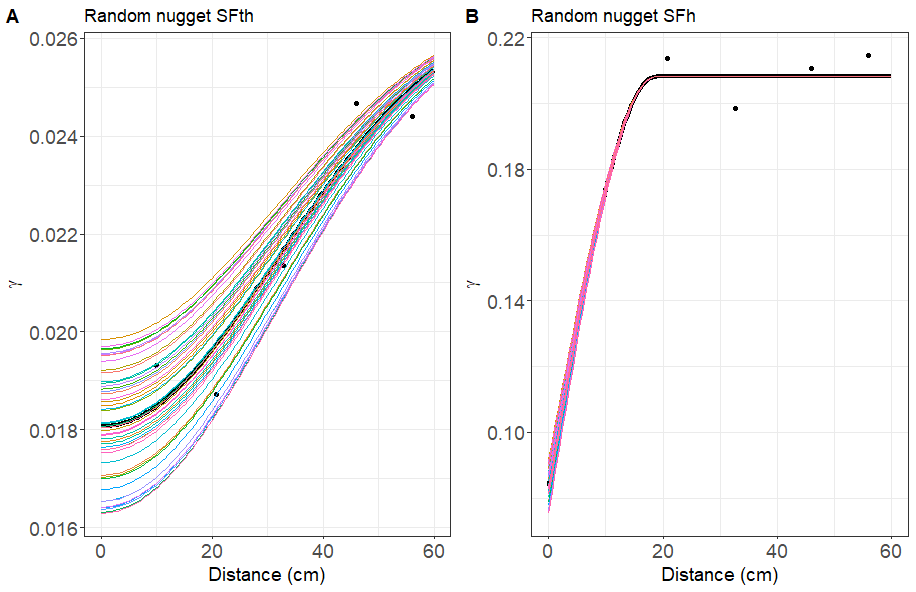 A Random nugget SFth
0.026
0.024
0.022
0.020
0.018
0.016
γ
0 20 40 60
Distance (cm)
B Random nugget SFh
0.22
0.18
0.14
0.10
γ
0 20 40 60
Distance (cm)